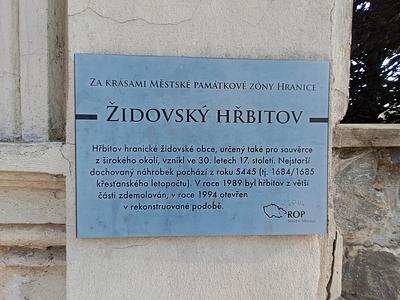 Za krásami Městské památkové zóny Hranice
Židovský hřbitov
Hřbitov hranické židovské obce, určený také pro souvěrce
z širokého okolí, vznikl ve 30. letech 17. století. Nejstarší
dochovaný náhrobek pochází z roku 5445 (tj. 1684/1685
křesťanského letopočtu). V roce 1989 byl hřbitov z větší
části zdemolován, v roce 1994 otevřen
v rekonstruované podobě.
ROP
Střední Morava